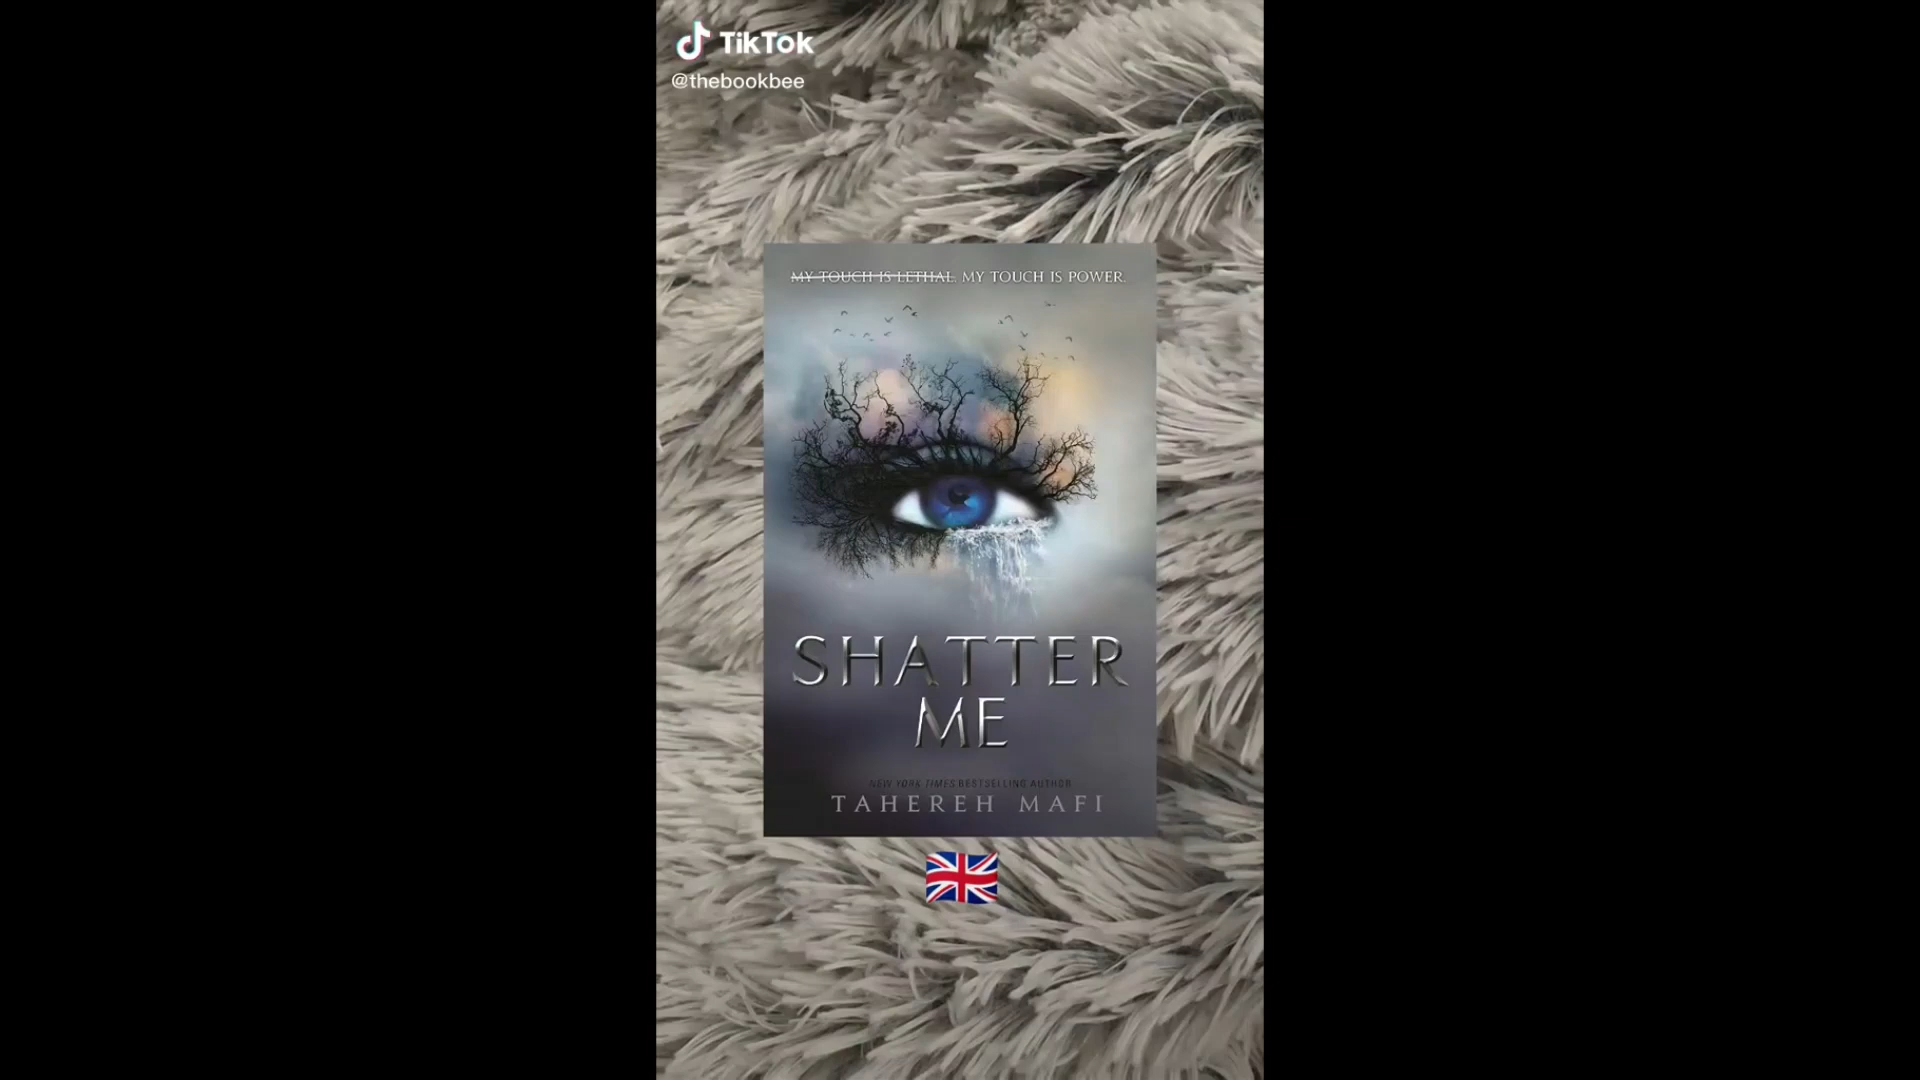 TikTok
@thebookbee
MY TOUCH IS LETHAL. MY TOUCH IS POWER.
SHATTER
ME
NEW YORK TIMES BESTSELLING AUTHOR
TAHEREH MAFI